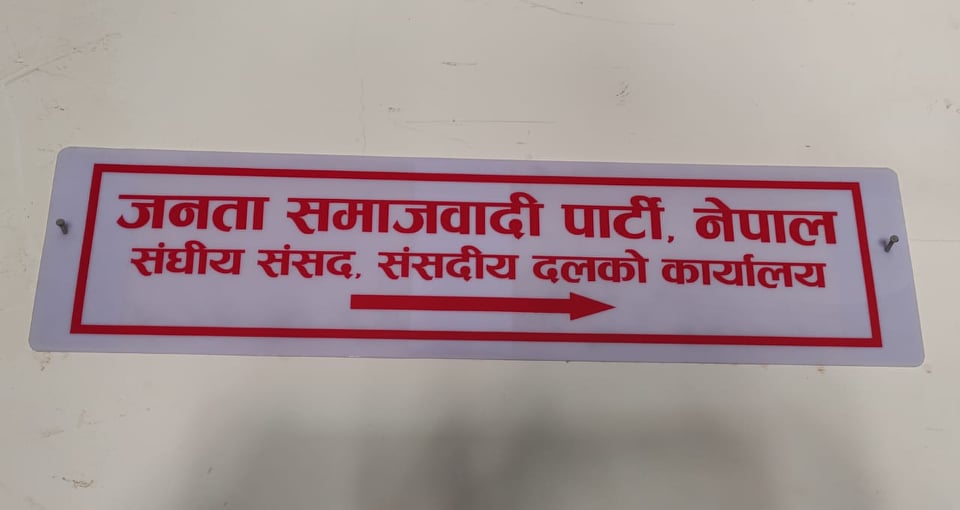 जनता समाजवादी पार्टी, नेपाल
संघीय संसद, संसदीय दलको कार्यालय